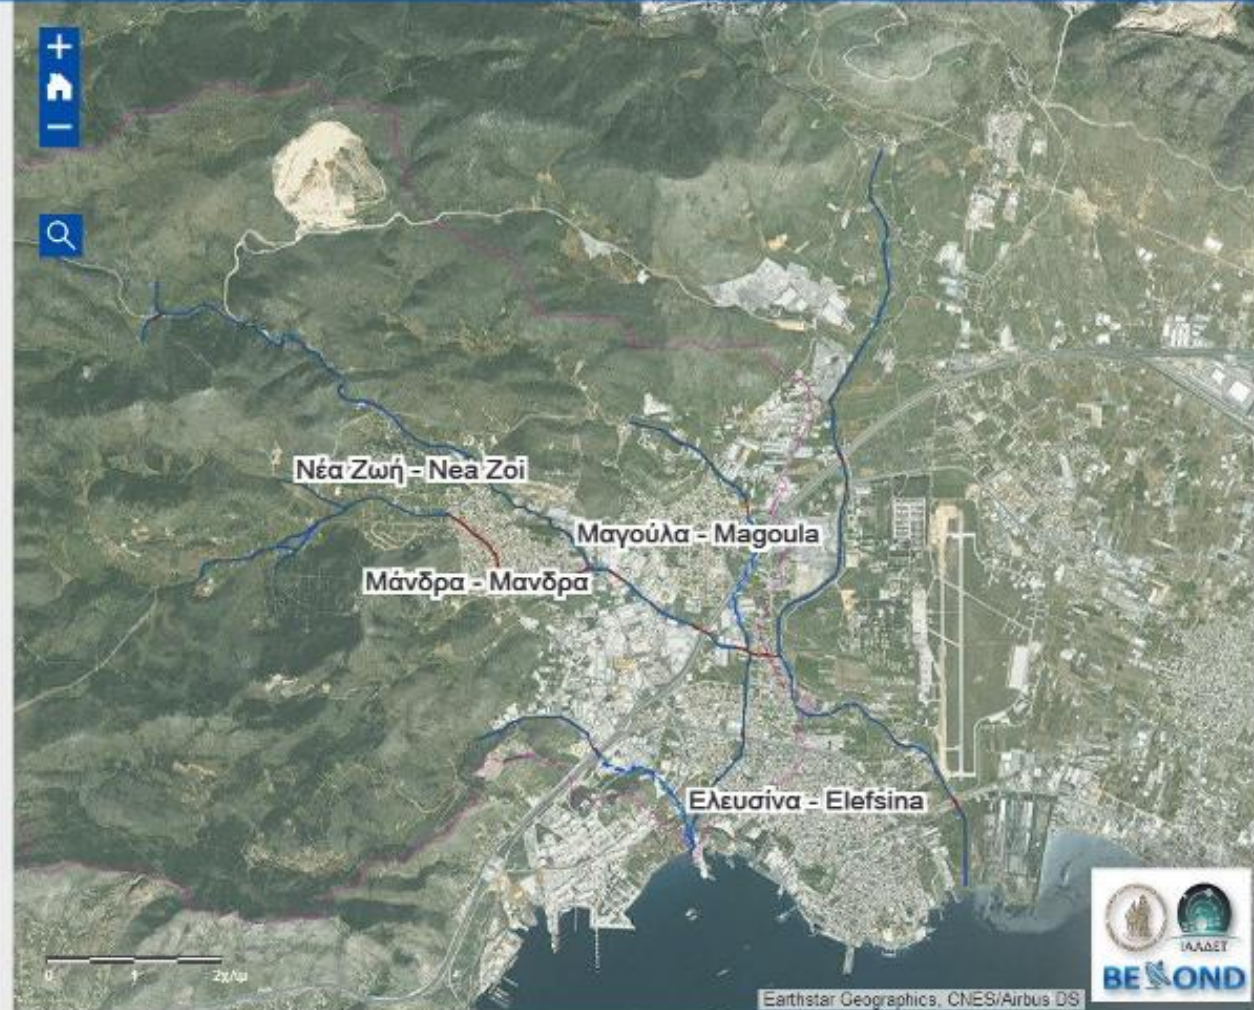 +
−
Νέα Ζωή - Nea Zoi
Μαγούλα - Magoula
Μάνδρα - Μανδρα
Ελευσίνα - Elefsina
0 1 2χλμ
ΙΑΑΔΕΤ
BEYOND
Earthstar Geographics, CNES/Airbus DS